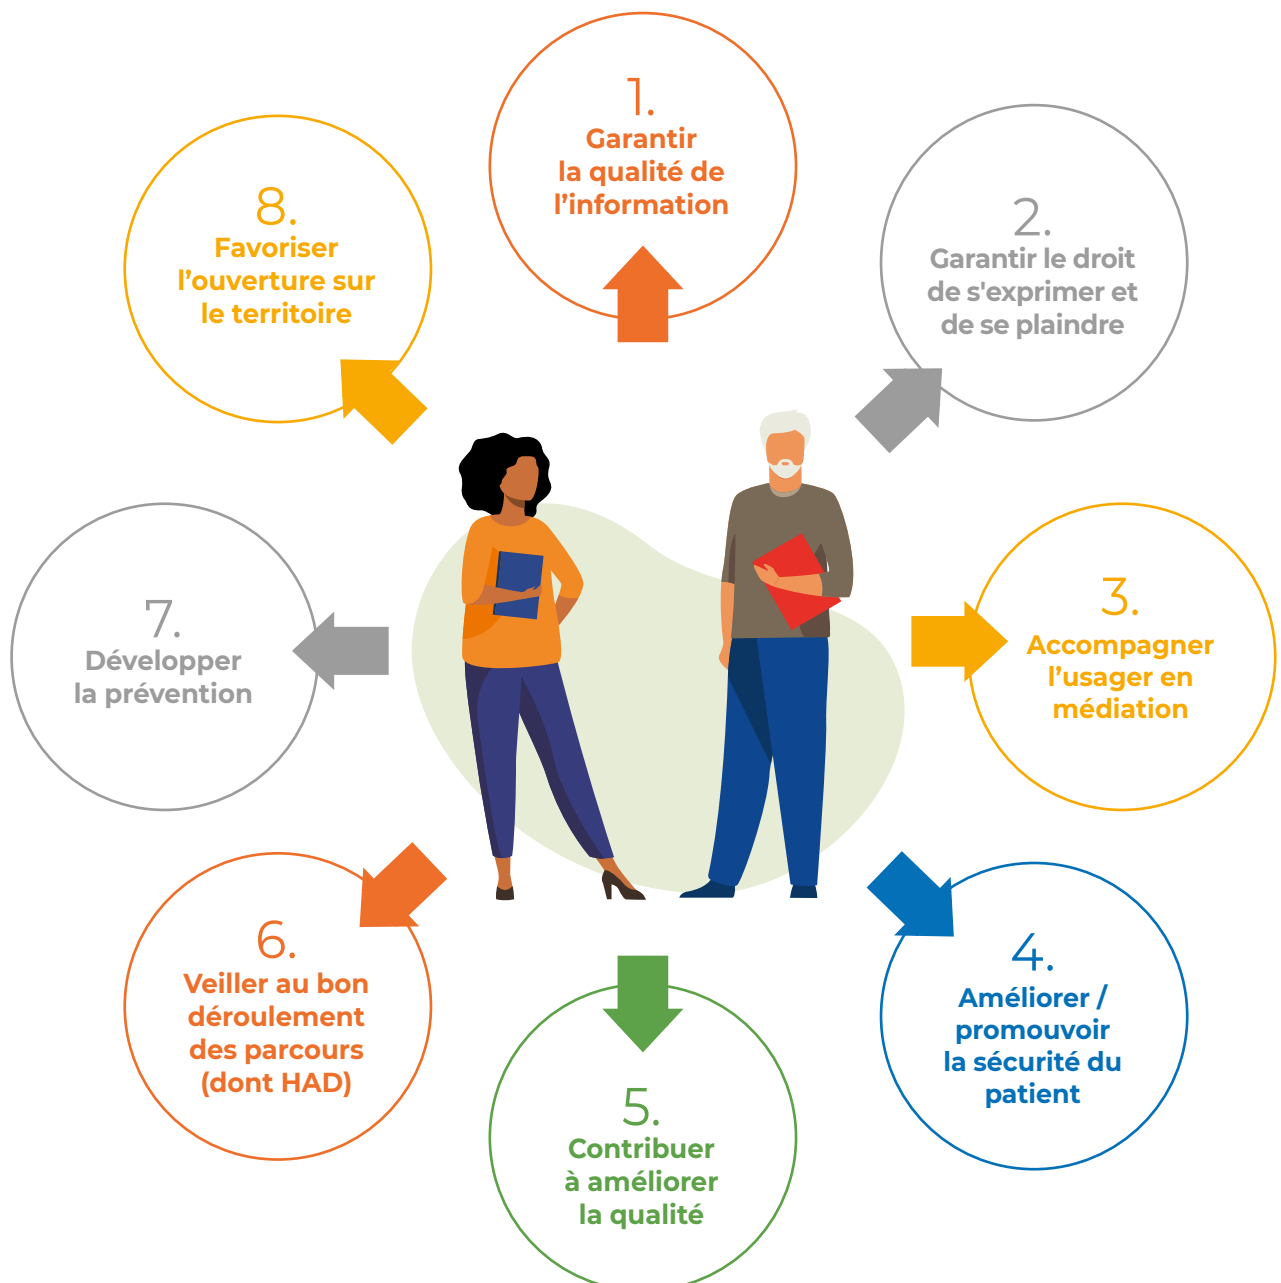 1.
Garantir
la qualité de
l’information
2.
Garantir le droit
de s'exprimer et
de se plaindre
3.
Accompagner
l’usager en
médiation
4.
Améliorer /
promouvoir
la sécurité du
patient
5.
Contribuer
à améliorer
la qualité
6.
Veiller au bon
déroulement
des parcours
(dont HAD)
7.
Développer
la prévention
8.
Favoriser
l’ouverture sur
le territoire